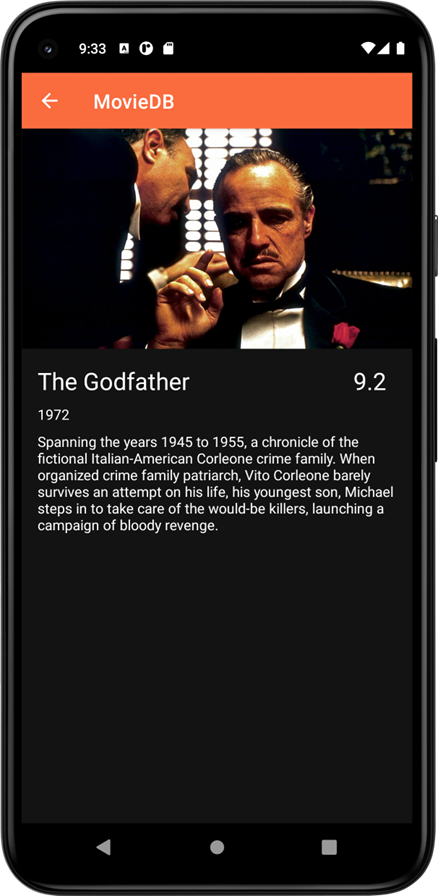 9:33
MovieDB
The Godfather 9.2
1972
Spanning the years 1945 to 1955, a chronicle of the
fictional Italian-American Corleone crime family. When
organized crime family patriarch, Vito Corleone barely
survives an attempt on his life, his youngest son, Michael
steps in to take care of the would-be killers, launching a
campaign of bloody revenge.